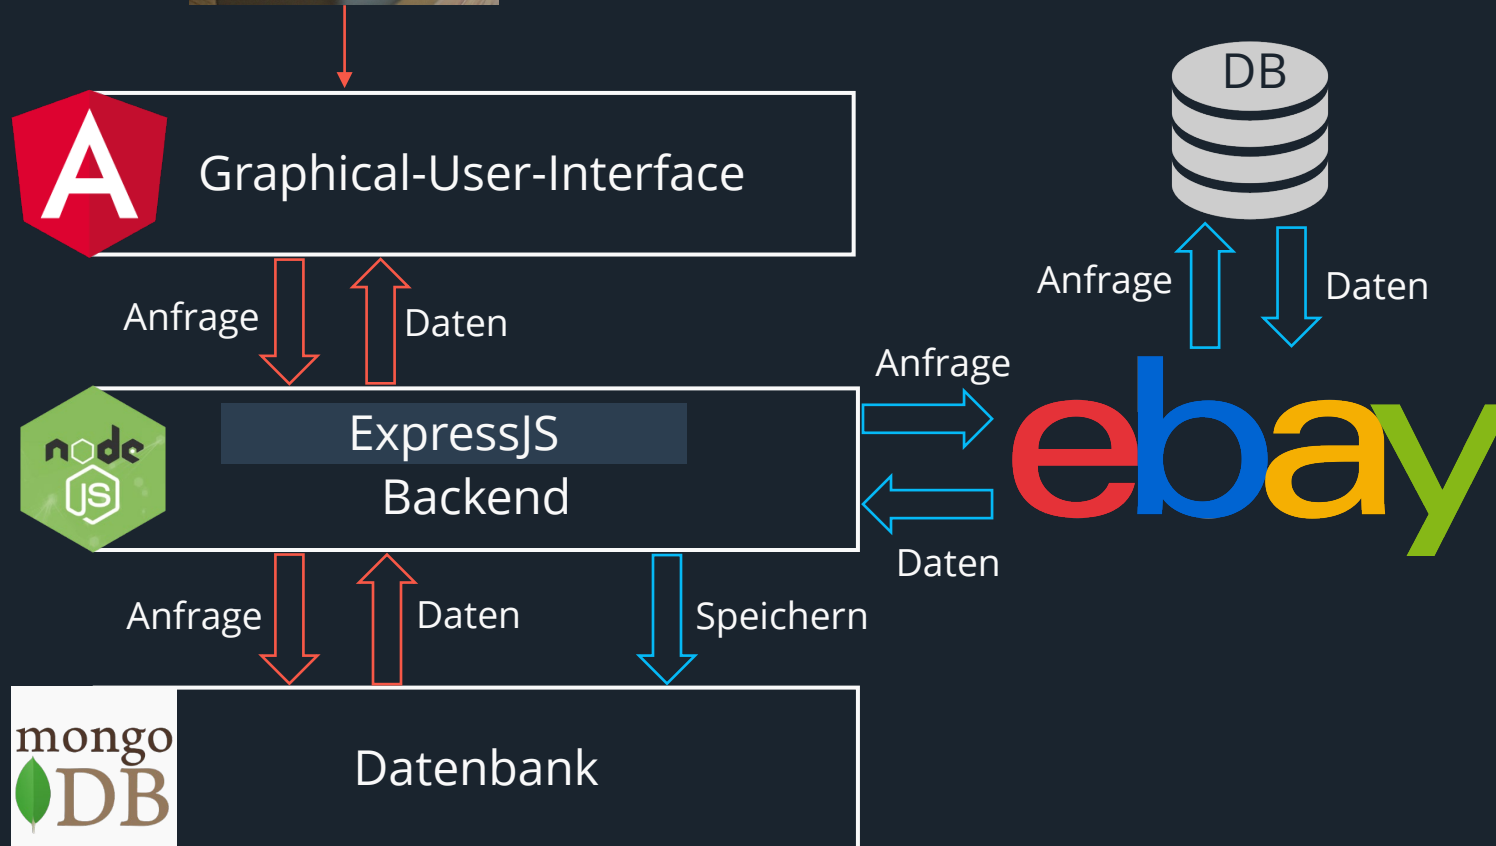 DB
A
Graphical-User-Interface
Anfrage
Daten
Anfrage
Daten
Anfrage
ebay
node
JS
ExpressJS
Backend
Daten
Anfrage
Daten
Speichern
mongo
DB
Datenbank